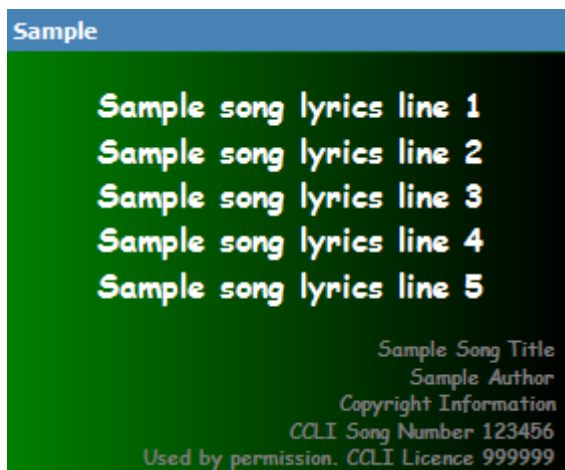 Sample
Sample song lyrics line 1
Sample song lyrics line 2
Sample song lyrics line 3
Sample song lyrics line 4
Sample song lyrics line 5
Sample Song Title
Sample Author
Copyright Information
CCLI Song Number 123456
Used by permission. CCLI Licence 999999